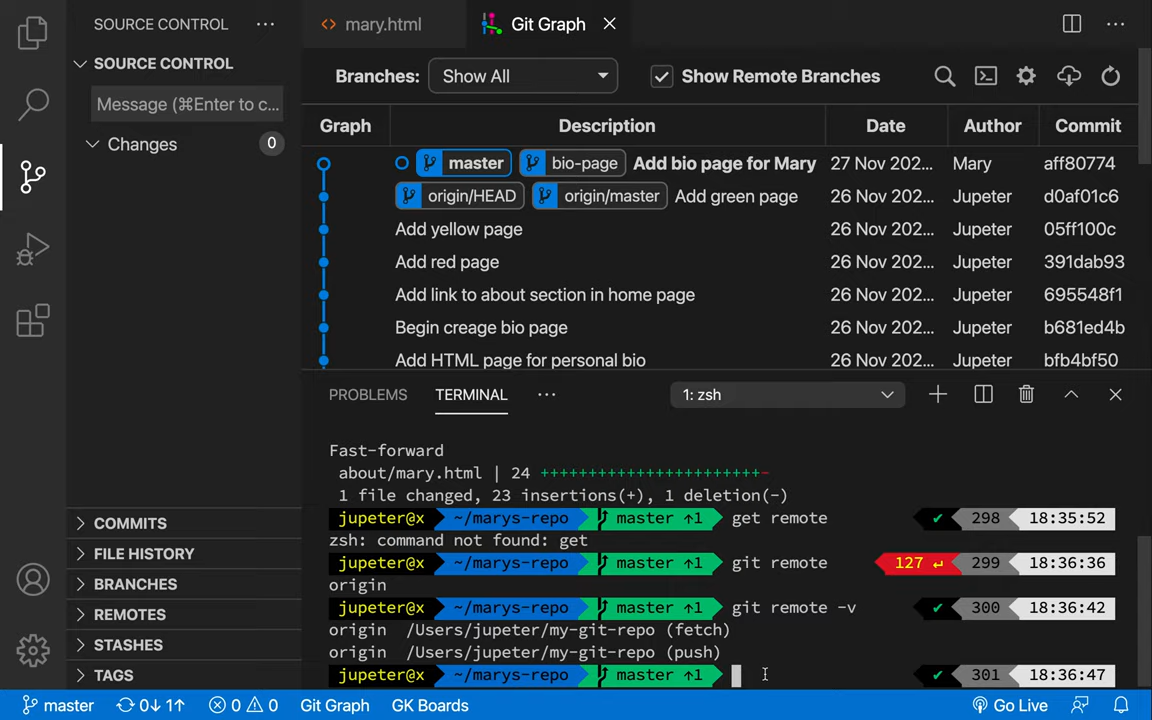 SOURCE CONTROL ···
mary.html
Git Graph
SOURCE CONTROL
Message (⌘Enter to c...
Changes 0
Branches: Show All Show Remote Branches
Graph Description Date Author Commit
master bio-page Add bio page for Mary 27 Nov 202... Mary aff80774
origin/HEAD origin/master Add green page 26 Nov 202... Jupeter d0af01c6
Add yellow page 26 Nov 202... Jupeter 05ff100c
Add red page 26 Nov 202... Jupeter 391dab93
Add link to about section in home page 26 Nov 202... Jupeter 695548f1
Begin creage bio page 26 Nov 202... Jupeter b681ed4b
Add HTML page for personal bio 26 Nov 202... Jupeter bfb4bf50
PROBLEMS TERMINAL ··· 1: zsh
Fast-forward
about/mary.html | 24 +++++++++++++++++++++++-
1 file changed, 23 insertions(+), 1 deletion(-)
jupeter@x ~/marys-repo master ↑1 get remote ✔ 298 18:35:52
zsh: command not found: get
jupeter@x ~/marys-repo master ↑1 git remote 127 ↵ 299 18:36:36
origin
jupeter@x ~/marys-repo master ↑1 git remote -v ✔ 300 18:36:42
origin /Users/jupeter/my-git-repo (fetch)
origin /Users/jupeter/my-git-repo (push)
jupeter@x ~/marys-repo master ↑1 ✔ 301 18:36:47
COMMITS
FILE HISTORY
BRANCHES
REMOTES
STASHES
TAGS
master 0↓ 1↑ 0 0 Git Graph GK Boards Go Live